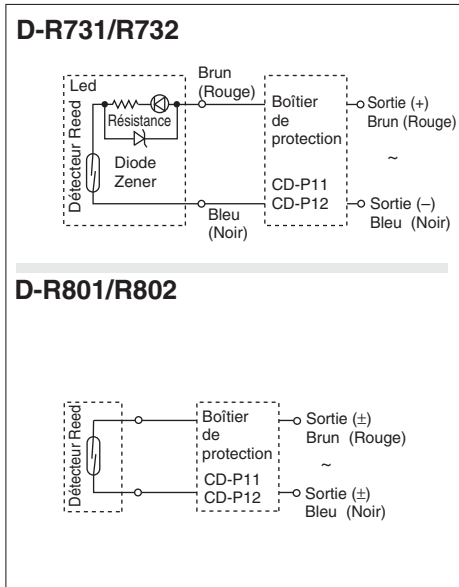 D-R731/R732
Led
Brun
(Rouge)
Résistance
Diode
Zener
Détecteur Reed
Bleu
(Noir)
Boîtier
de
protection
CD-P11
CD-P12
Sortie (+)
Brun (Rouge)
~
Sortie (–)
Bleu (Noir)
D-R801/R802
Détecteur Reed
Boîtier
de
protection
CD-P11
CD-P12
Sortie (±)
Brun (Rouge)
~
Sortie (±)
Bleu (Noir)